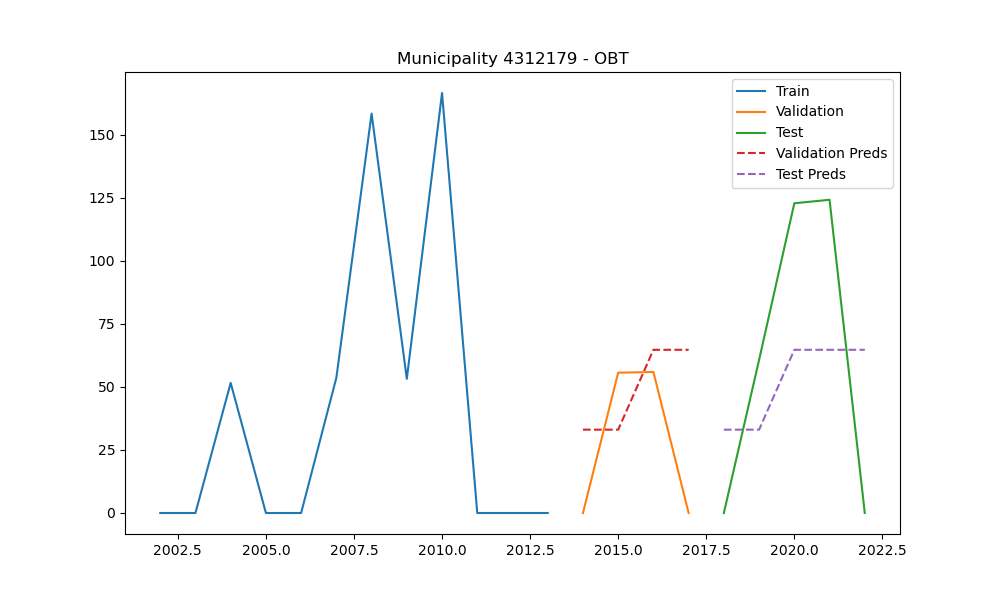 Municipality 4312179 - OBT
Train
Validation
Test
Validation Preds
Test Preds
150
125
100
75
50
25
0
2002.5 2005.0 2007.5 2010.0 2012.5 2015.0 2017.5 2020.0 2022.5